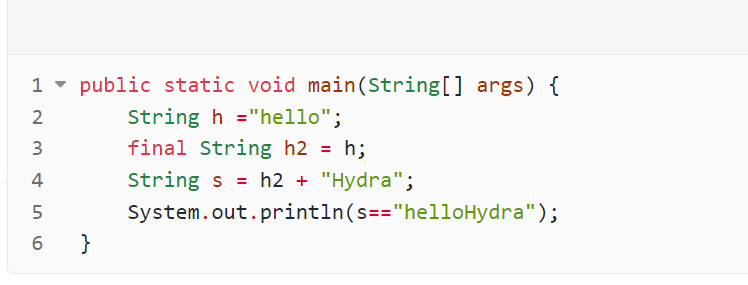 1 public static void main(String[] args) {
2 String h ="hello";
3 final String h2 = h;
4 String s = h2 + "Hydra";
5 System.out.println(s=="helloHydra");
6 }